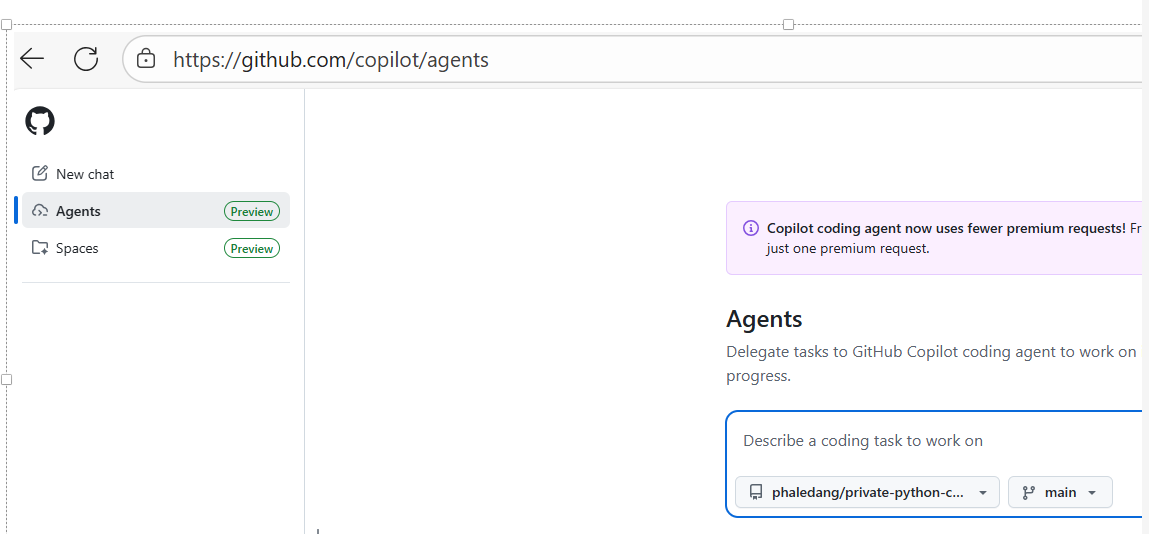 https://github.com/copilot/agents
New chat
Agents Preview
Spaces Preview
Copilot coding agent now uses fewer premium requests! Fr
just one premium request.
Agents
Delegate tasks to GitHub Copilot coding agent to work on
progress.
Describe a coding task to work on
phaledang/private-python-c... main